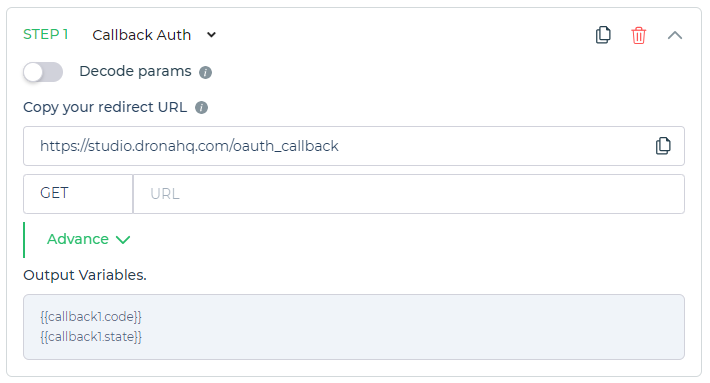 STEP 1 Callback Auth
Decode params
Copy your redirect URL
https://studio.dronahq.com/oauth_callback
GET URL
Advance
Output Variables.
{{callback1.code}}
{{callback1.state}}